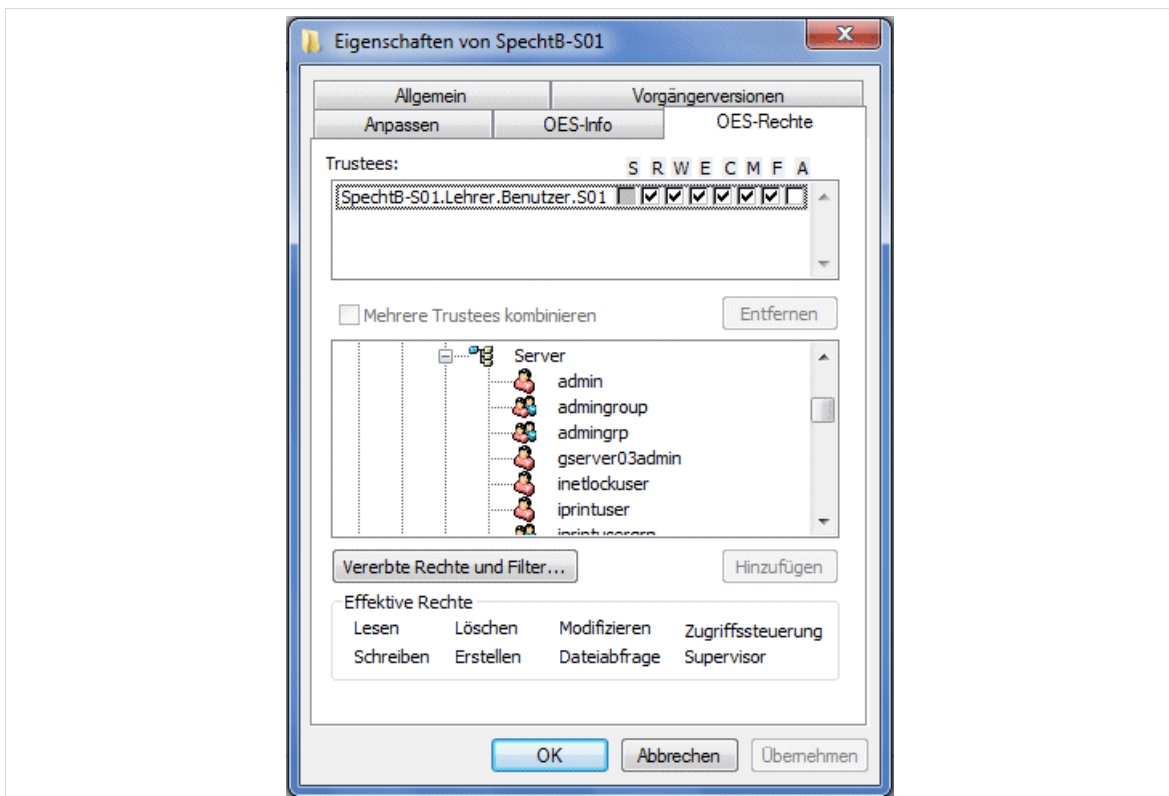 Eigenschaften von SpechtB-S01
x
Allgemein Vorgängerversionen
Anpassen OES-Info OES-Rechte
Trustees: S R W E C M F A
SpechtB-S01.Lehrer.Benutzer.S01
Mehrere Trustees kombinieren Entfernen
Server
admin
admingroup
admingrp
gserver03admin
inetlockuser
iprintuser
iprintusergrp
Vererbte Rechte und Filter... Hinzufügen
Effektive Rechte
Lesen Löschen Modifizieren Zugriffssteuerung
Schreiben Erstellen Dateiabfrage Supervisor
OK Abbrechen Übernehmen